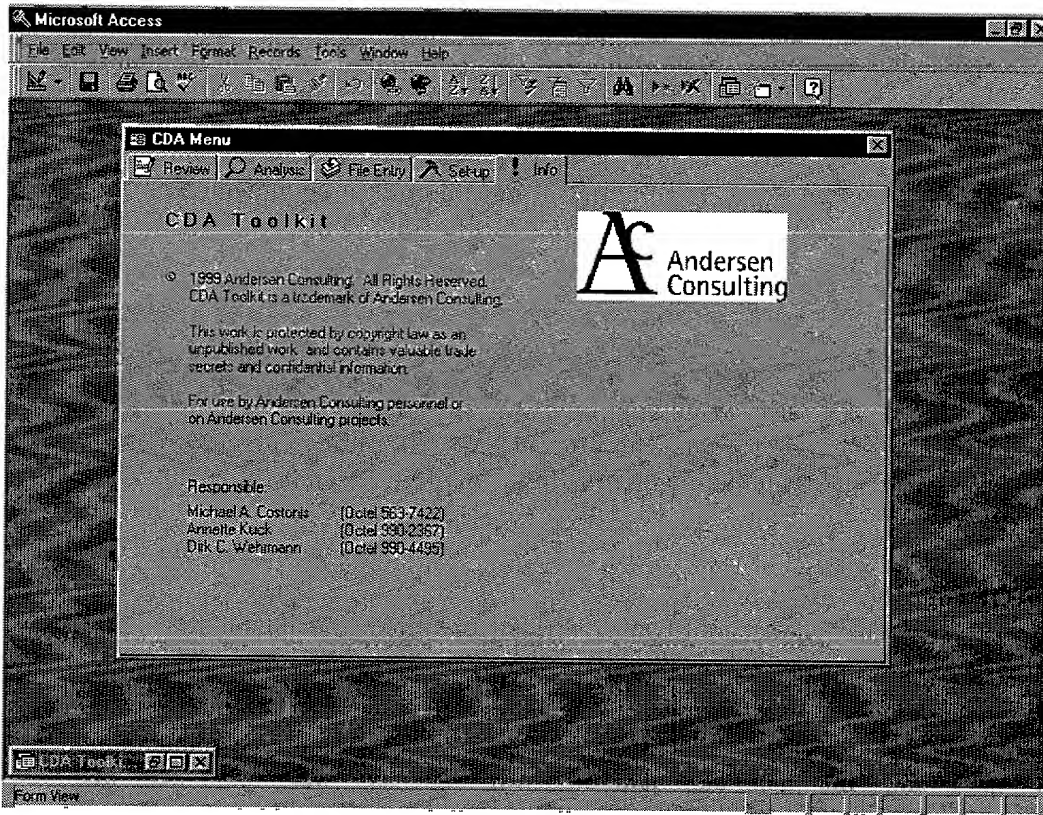 Microsoft Access
File Edit View Insert Format Records Tools Window Help
CDA Menu
Review Analysis File Entry Set-up ! Info
CDA Toolkit
Ac Andersen
Consulting
© 1999 Andersen Consulting. All Rights Reserved.
CDA Toolkit is a trademark of Andersen Consulting.
This work is protected by copyright law as an
unpublished work and contains valuable trade
secrets and confidential information.
For use by Andersen Consulting personnel or
on Andersen Consulting projects.
Responsible:
Michael A. Costonis (Octel 563-7422)
Annette Kuck (Octel 990-2367)
Dirk C. Wehrmann (Octel 990-4495)
CDA Toolki...
Form View